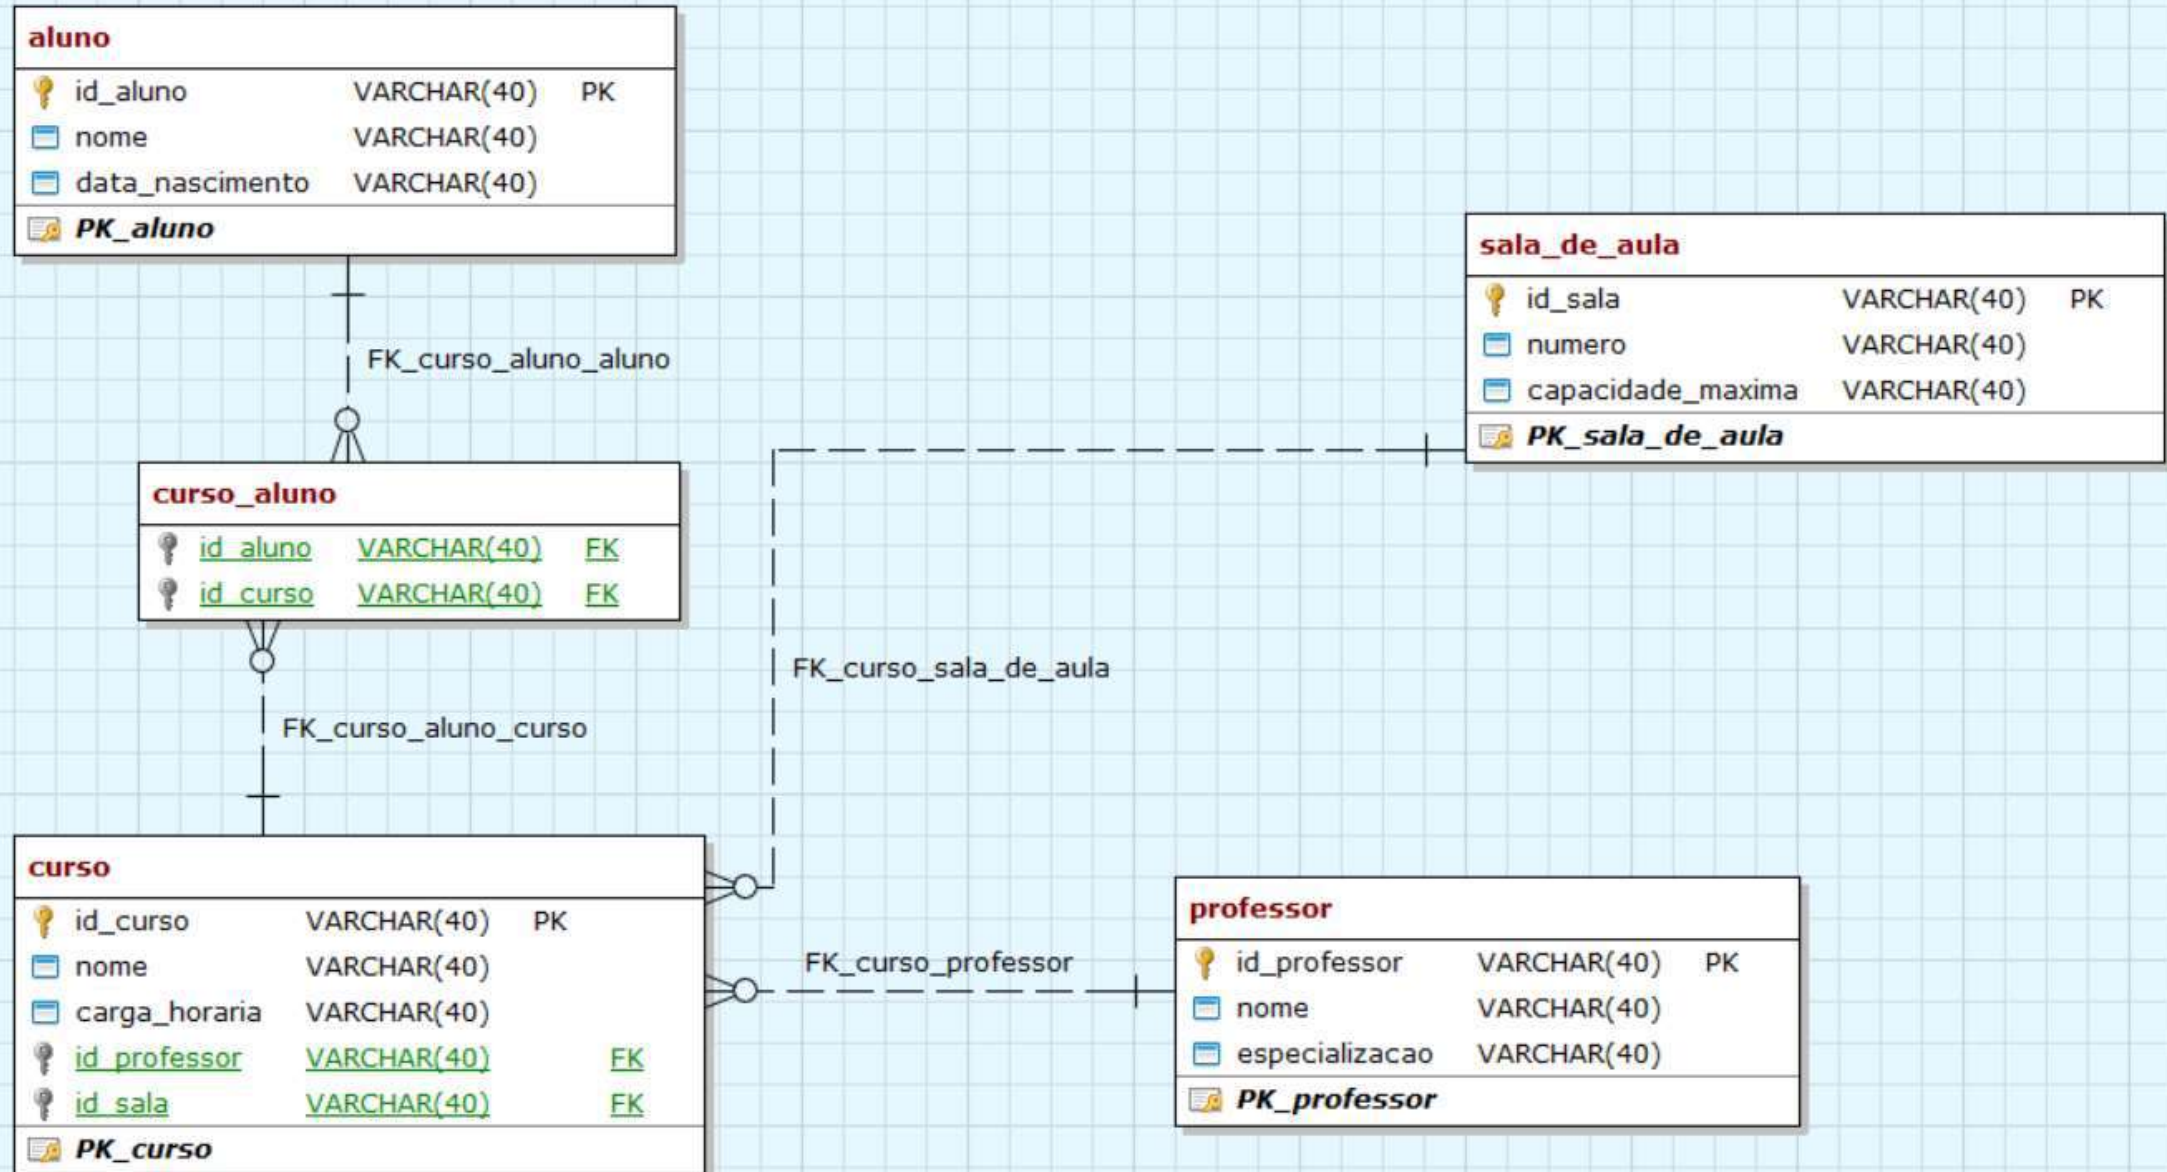 aluno
id_aluno VARCHAR(40) PK
nome VARCHAR(40)
data_nascimento VARCHAR(40)
PK_aluno
FK_curso_aluno_aluno
sala_de_aula
id_sala VARCHAR(40) PK
numero VARCHAR(40)
capacidade_maxima VARCHAR(40)
PK_sala_de_aula
curso_aluno
id_aluno VARCHAR(40) FK
id_curso VARCHAR(40) FK
FK_curso_sala_de_aula
FK_curso_aluno_curso
curso
id_curso VARCHAR(40) PK
nome VARCHAR(40)
carga_horaria VARCHAR(40)
id_professor VARCHAR(40) FK
id_sala VARCHAR(40) FK
PK_curso
FK_curso_professor
professor
id_professor VARCHAR(40) PK
nome VARCHAR(40)
especializacao VARCHAR(40)
PK_professor